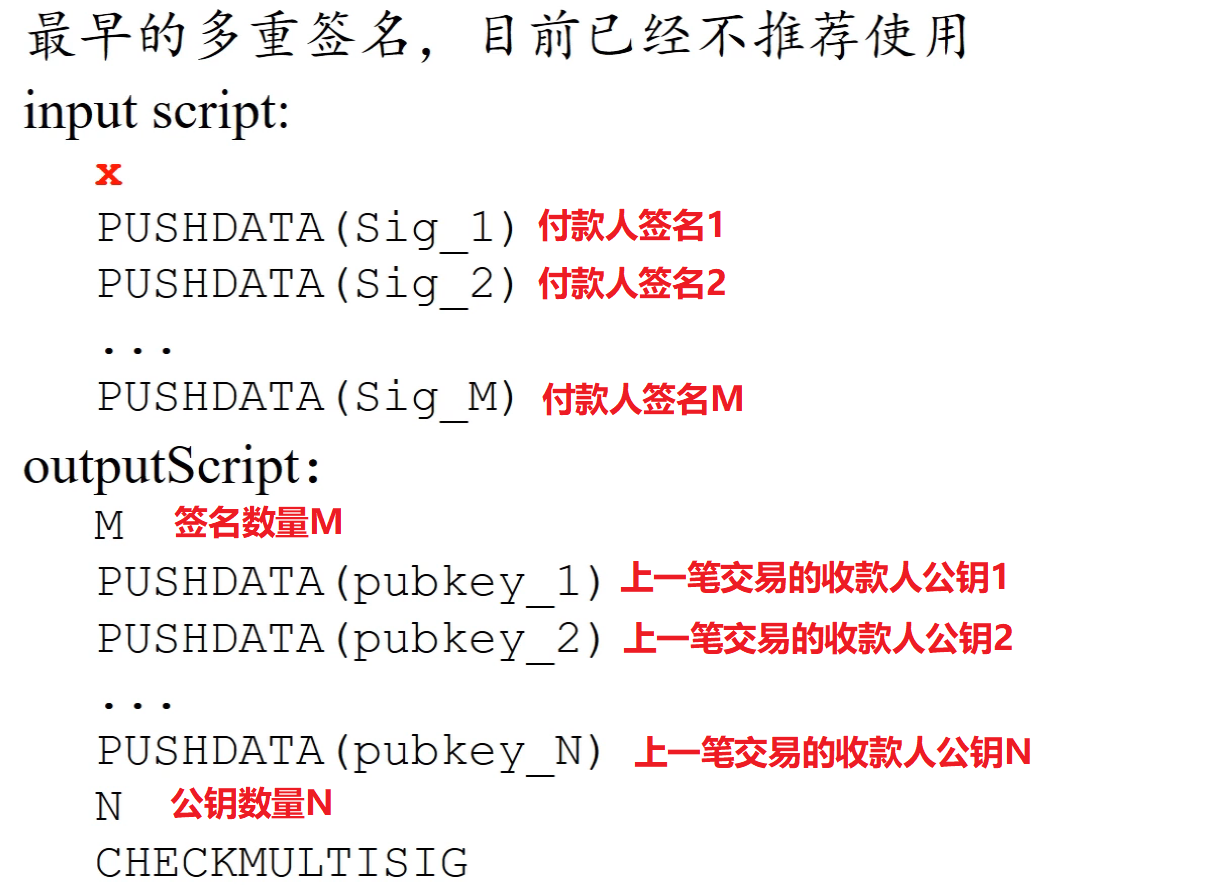 最早的多重签名，目前已经不推荐使用
input script:
x
PUSHDATA(Sig_1) 付款人签名1
PUSHDATA(Sig_2) 付款人签名2
...
PUSHDATA(Sig_M) 付款人签名M
outputScript:
M 签名数量M
PUSHDATA(pubkey_1) 上一笔交易的收款人公钥1
PUSHDATA(pubkey_2) 上一笔交易的收款人公钥2
...
PUSHDATA(pubkey_N) 上一笔交易的收款人公钥N
N 公钥数量N
CHECKMULTISIG